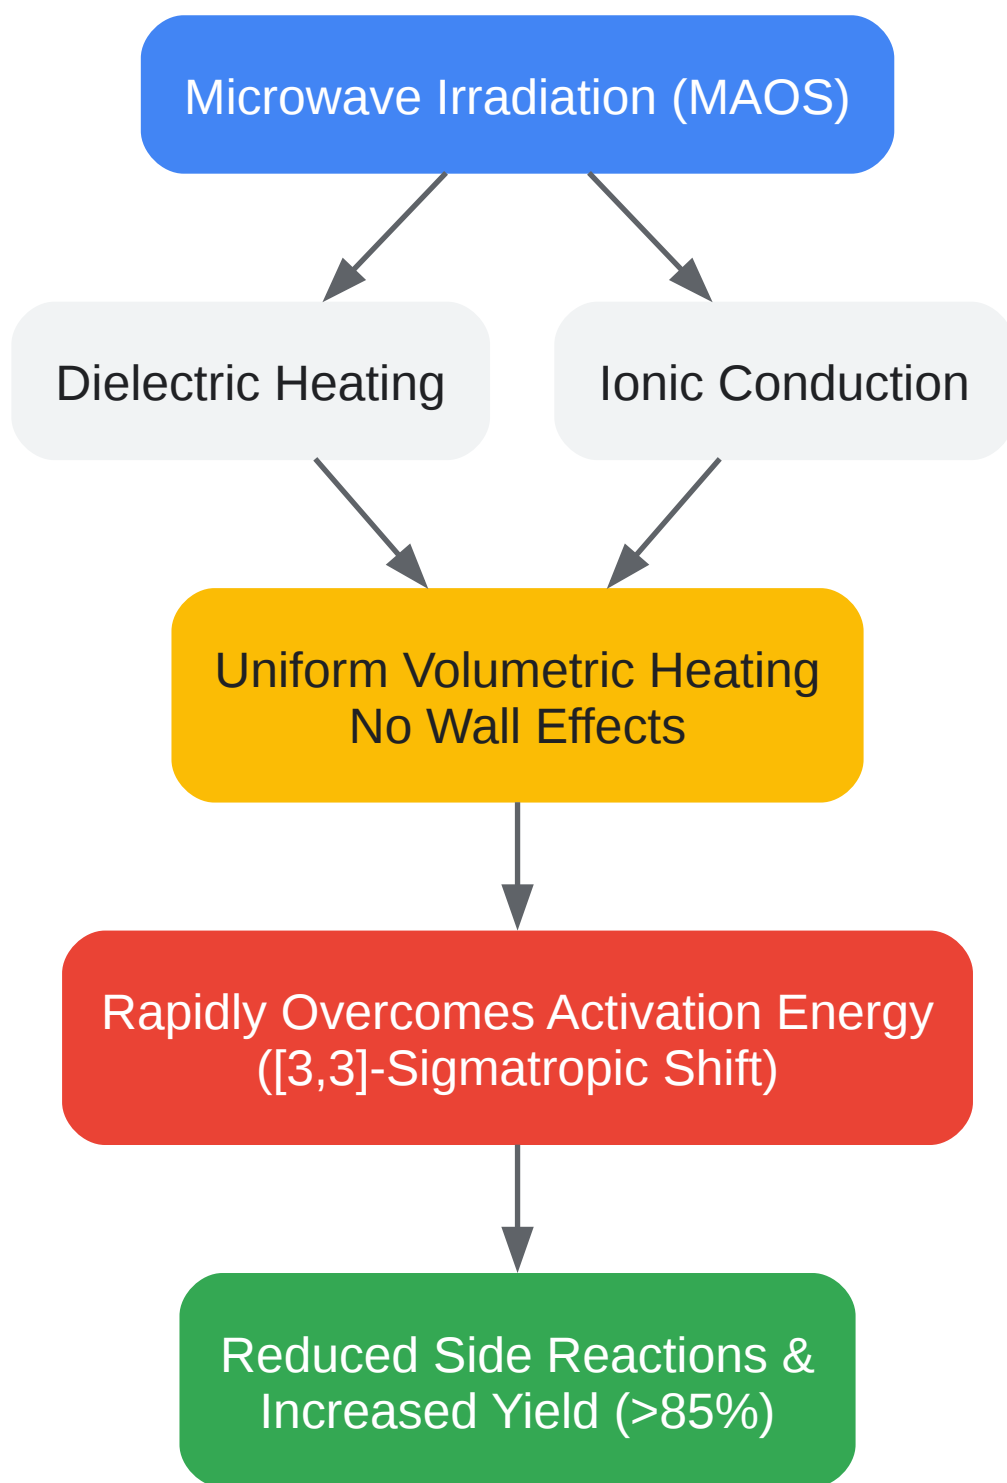 Microwave Irradiation (MAOS)
Dielectric Heating
Ionic Conduction
Uniform Volumetric Heating
No Wall Effects
Rapidly Overcomes Activation Energy
([3,3]-Sigmatropic Shift)
Reduced Side Reactions &
Increased Yield (>85%)